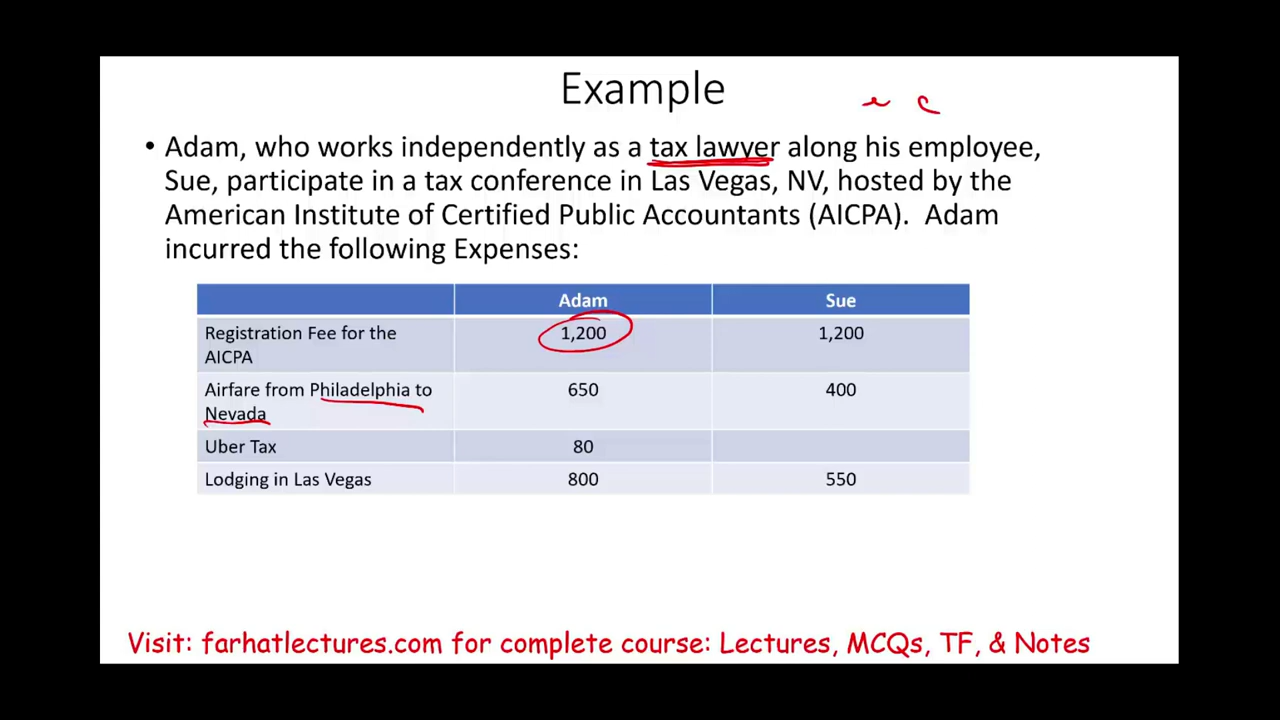 Example
• Adam, who works independently as a tax lawyer along his employee,
Sue, participate in a tax conference in Las Vegas, NV, hosted by the
American Institute of Certified Public Accountants (AICPA).  Adam
incurred the following Expenses:
Adam Sue
Registration Fee for the 1,200 1,200
AICPA
Airfare from Philadelphia to 650 400
Nevada
Uber Tax 80
Lodging in Las Vegas 800 550
Visit: farhatlectures.com for complete course: Lectures, MCQs, TF, & Notes